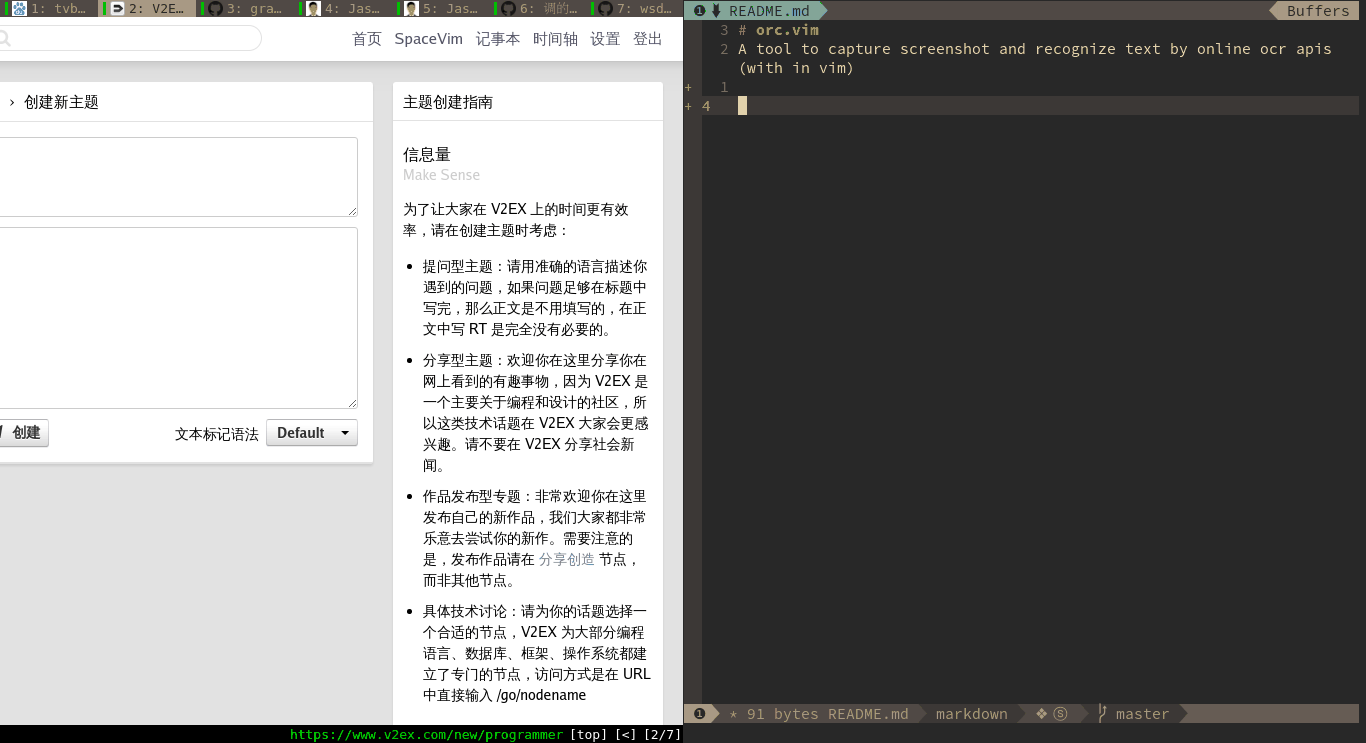 1: tvb…
2: V2E…
3: gra…
4: Jas…
5: Jas…
6: 调的…
7: wsd…
首页 SpaceVim 记事本 时间轴 设置 登出
› 创建新主题
创建
文本标记语法 Default
主题创建指南
信息量
Make Sense
为了让大家在 V2EX 上的时间更有效
率，请在创建主题时考虑：
提问型主题：请用准确的语言描述你
遇到的问题，如果问题足够在标题中
写完，那么正文是不用填写的，在正
文中写 RT 是完全没有必要的。
分享型主题：欢迎你在这里分享你在
网上看到的有趣事物，因为 V2EX 是
一个主要关于编程和设计的社区，所
以这类技术话题在 V2EX 大家会更感
兴趣。请不要在 V2EX 分享社会新
闻。
作品发布型专题：非常欢迎你在这里
发布自己的新作品，我们大家都非常
乐意去尝试你的新作。需要注意的
是，发布作品请在 分享创造 节点，
而非其他节点。
具体技术讨论：请为你的话题选择一
个合适的节点，V2EX 为大部分编程
语言、数据库、框架、操作系统都建
立了专门的节点，访问方式是在 URL
中直接输入 /go/nodename
https://www.v2ex.com/new/programmer [top] [<] [2/7]
❶ README.md Buffers
3 # orc.vim
2 A tool to capture screenshot and recognize text by online ocr apis
(with in vim)
+ 1
+ 4
❶ * 91 bytes README.md markdown ❖ Ⓢ master